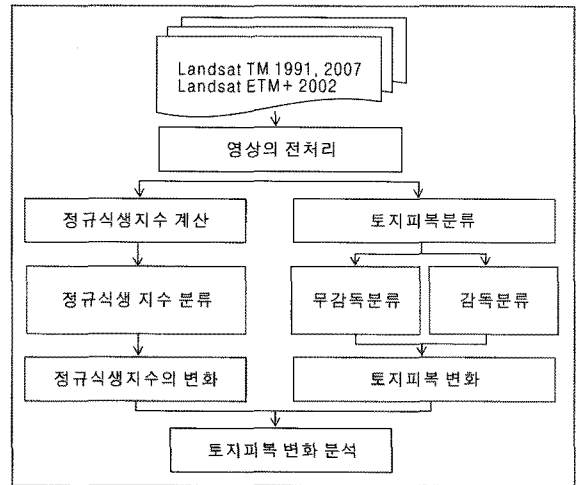 Landsat TM 1991, 2007
Landsat ETM+ 2002
영상의 전처리
정규식생지수 계산
토지피복분류
정규식생 지수 분류
무감독분류
감독분류
정규식생지수의 변화
토지피복 변화
토지피복 변화 분석